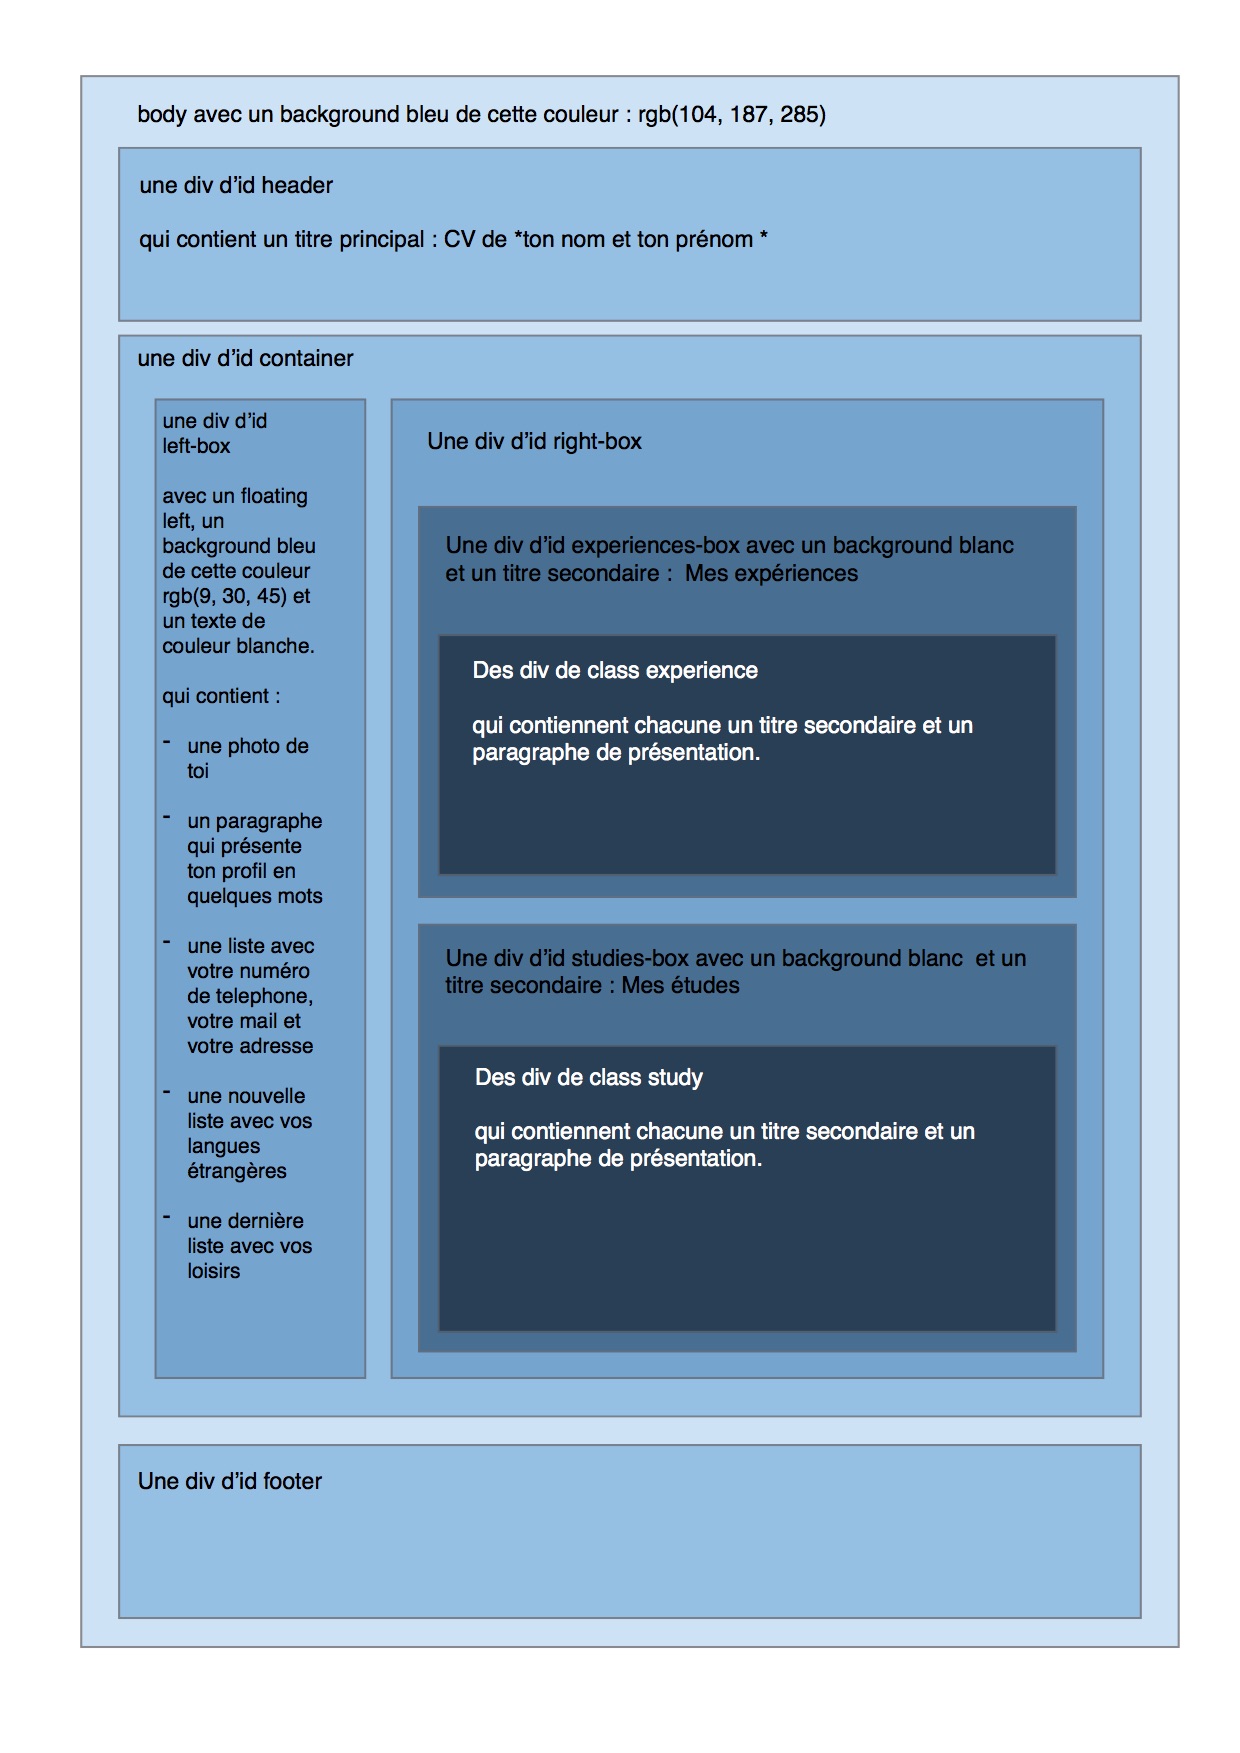 body avec un background bleu de cette couleur : rgb(104, 187, 285)
une div d’id header
qui contient un titre principal : CV de *ton nom et ton prénom *
une div d’id container
une div d’id
left-box
avec un floating
left, un
background bleu
de cette couleur
rgb(9, 30, 45) et
un texte de
couleur blanche.
qui contient :
- une photo de
toi
- un paragraphe
qui présente
ton profil en
quelques mots
- une liste avec
votre numéro
de telephone,
votre mail et
votre adresse
- une nouvelle
liste avec vos
langues
étrangères
- une dernière
liste avec vos
loisirs
Une div d’id right-box
Une div d’id experiences-box avec un background blanc
et un titre secondaire :  Mes expériences
Des div de class experience
qui contiennent chacune un titre secondaire et un
paragraphe de présentation.
Une div d’id studies-box avec un background blanc  et un
titre secondaire : Mes études
Des div de class study
qui contiennent chacune un titre secondaire et un
paragraphe de présentation.
Une div d’id footer